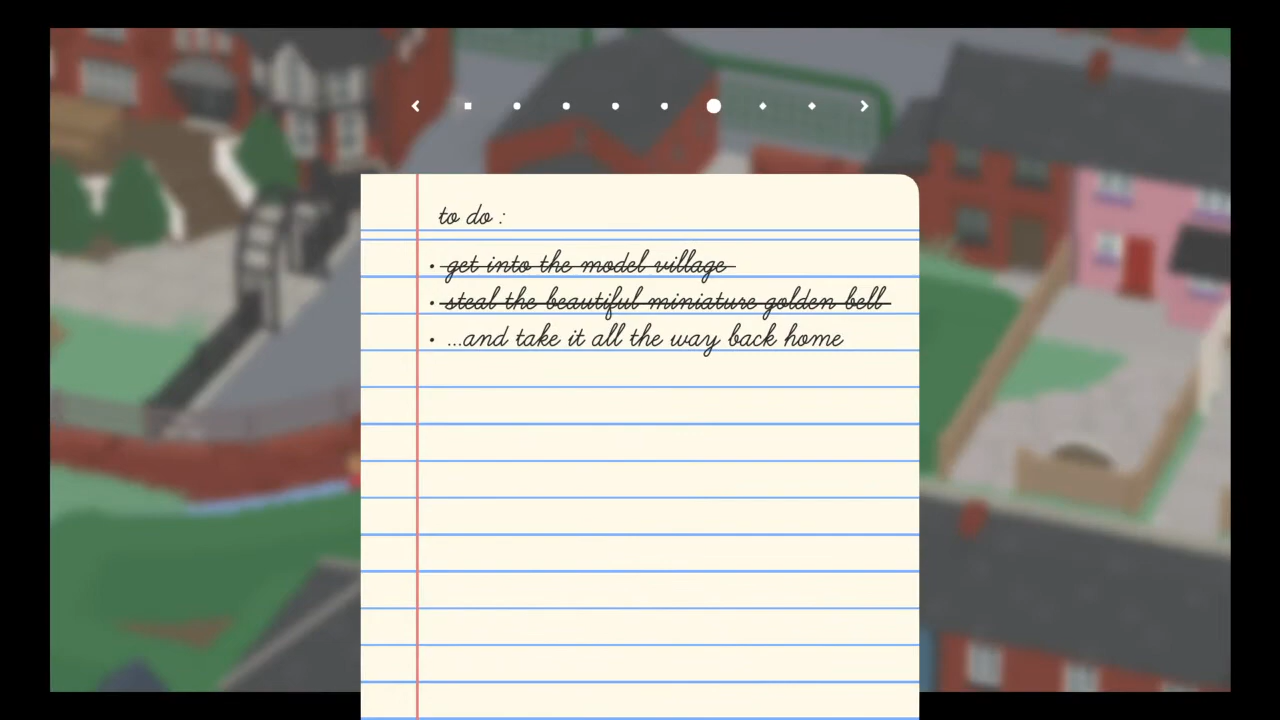 to do :
• get into the model village
• steal the beautiful miniature golden bell
• ...and take it all the way back home